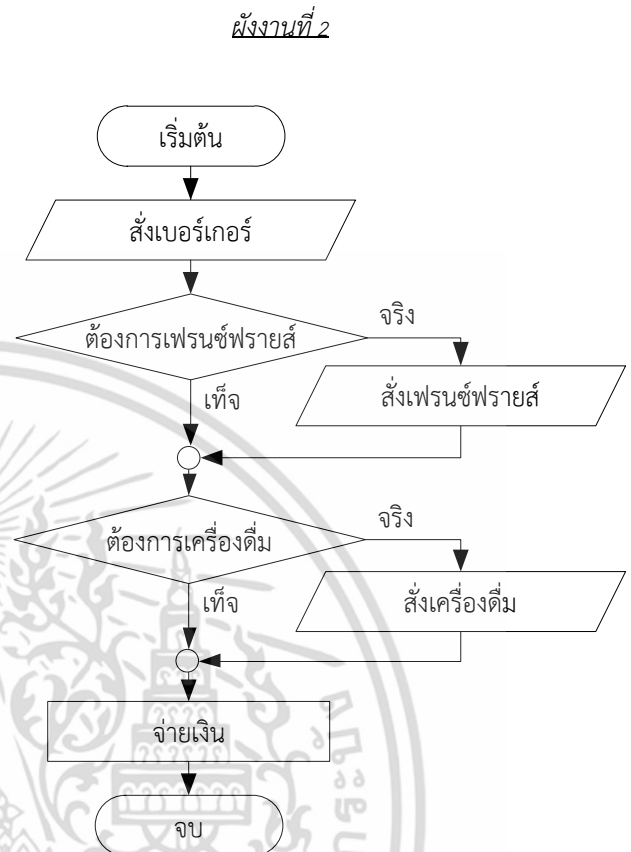 ผังงานที่ 2
เริ่มต้น
สั่งเบอร์เกอร์
ต้องการเฟรนซ์ฟรายส์
จริง
สั่งเฟรนซ์ฟรายส์
เท็จ
ต้องการเครื่องดื่ม
จริง
สั่งเครื่องดื่ม
เท็จ
จ่ายเงิน
จบ